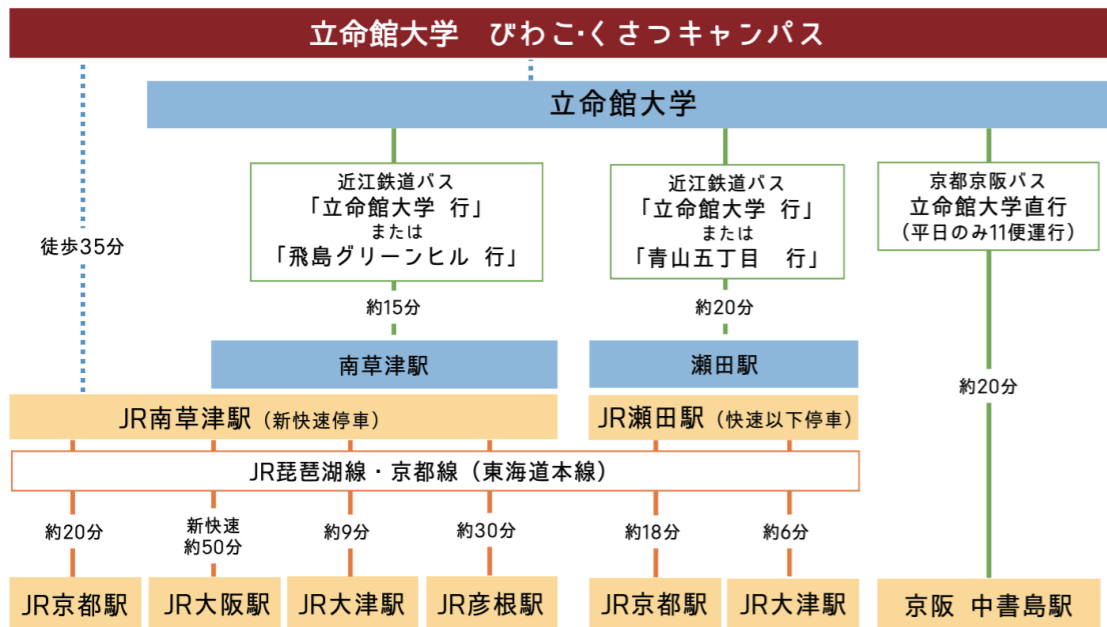 立命館大学 びわこ・くさつキャンパス
立命館大学
近江鉄道バス
「立命館大学 行」
または
「飛島グリーンヒル 行」
近江鉄道バス
「立命館大学 行」
または
「青山五丁目 行」
京都京阪バス
立命館大学直行
(平日のみ11便運行)
徒歩35分
約15分
約20分
南草津駅
瀬田駅
約20分
JR南草津駅(新快速停車)
JR瀬田駅(快速以下停車)
JR琵琶湖線・京都線(東海道本線)
約20分
新快速
約50分
約9分
約30分
約18分
約6分
JR京都駅
JR大阪駅
JR大津駅
JR彦根駅
JR京都駅
JR大津駅
京阪 中書島駅